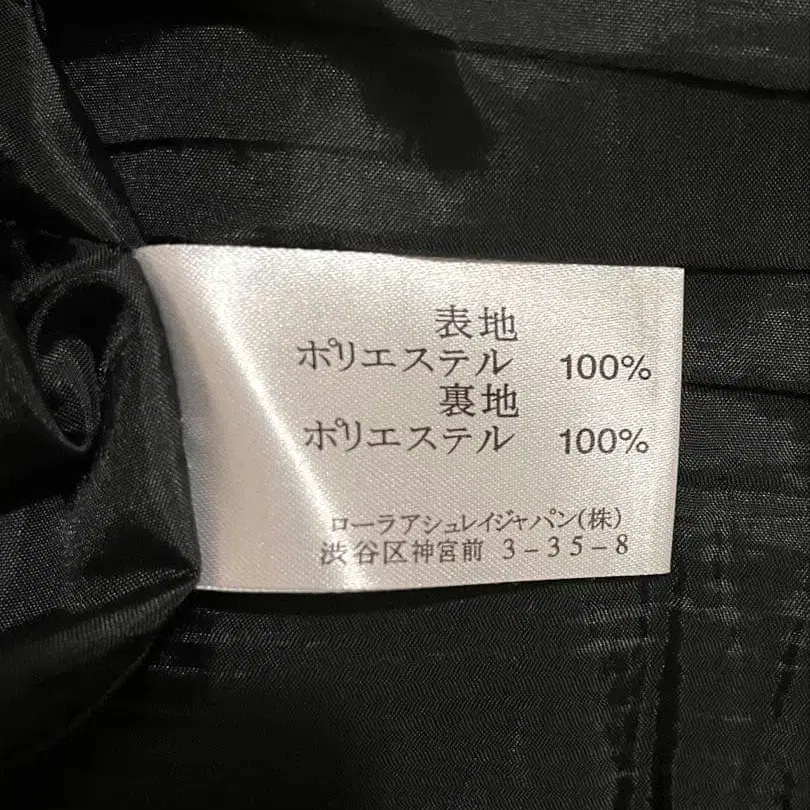 表地
ポリエステル 100%
裏地
ポリエステル 100%
ローラアシュレイジャパン(株)
渋谷区神宮前 3-35-8